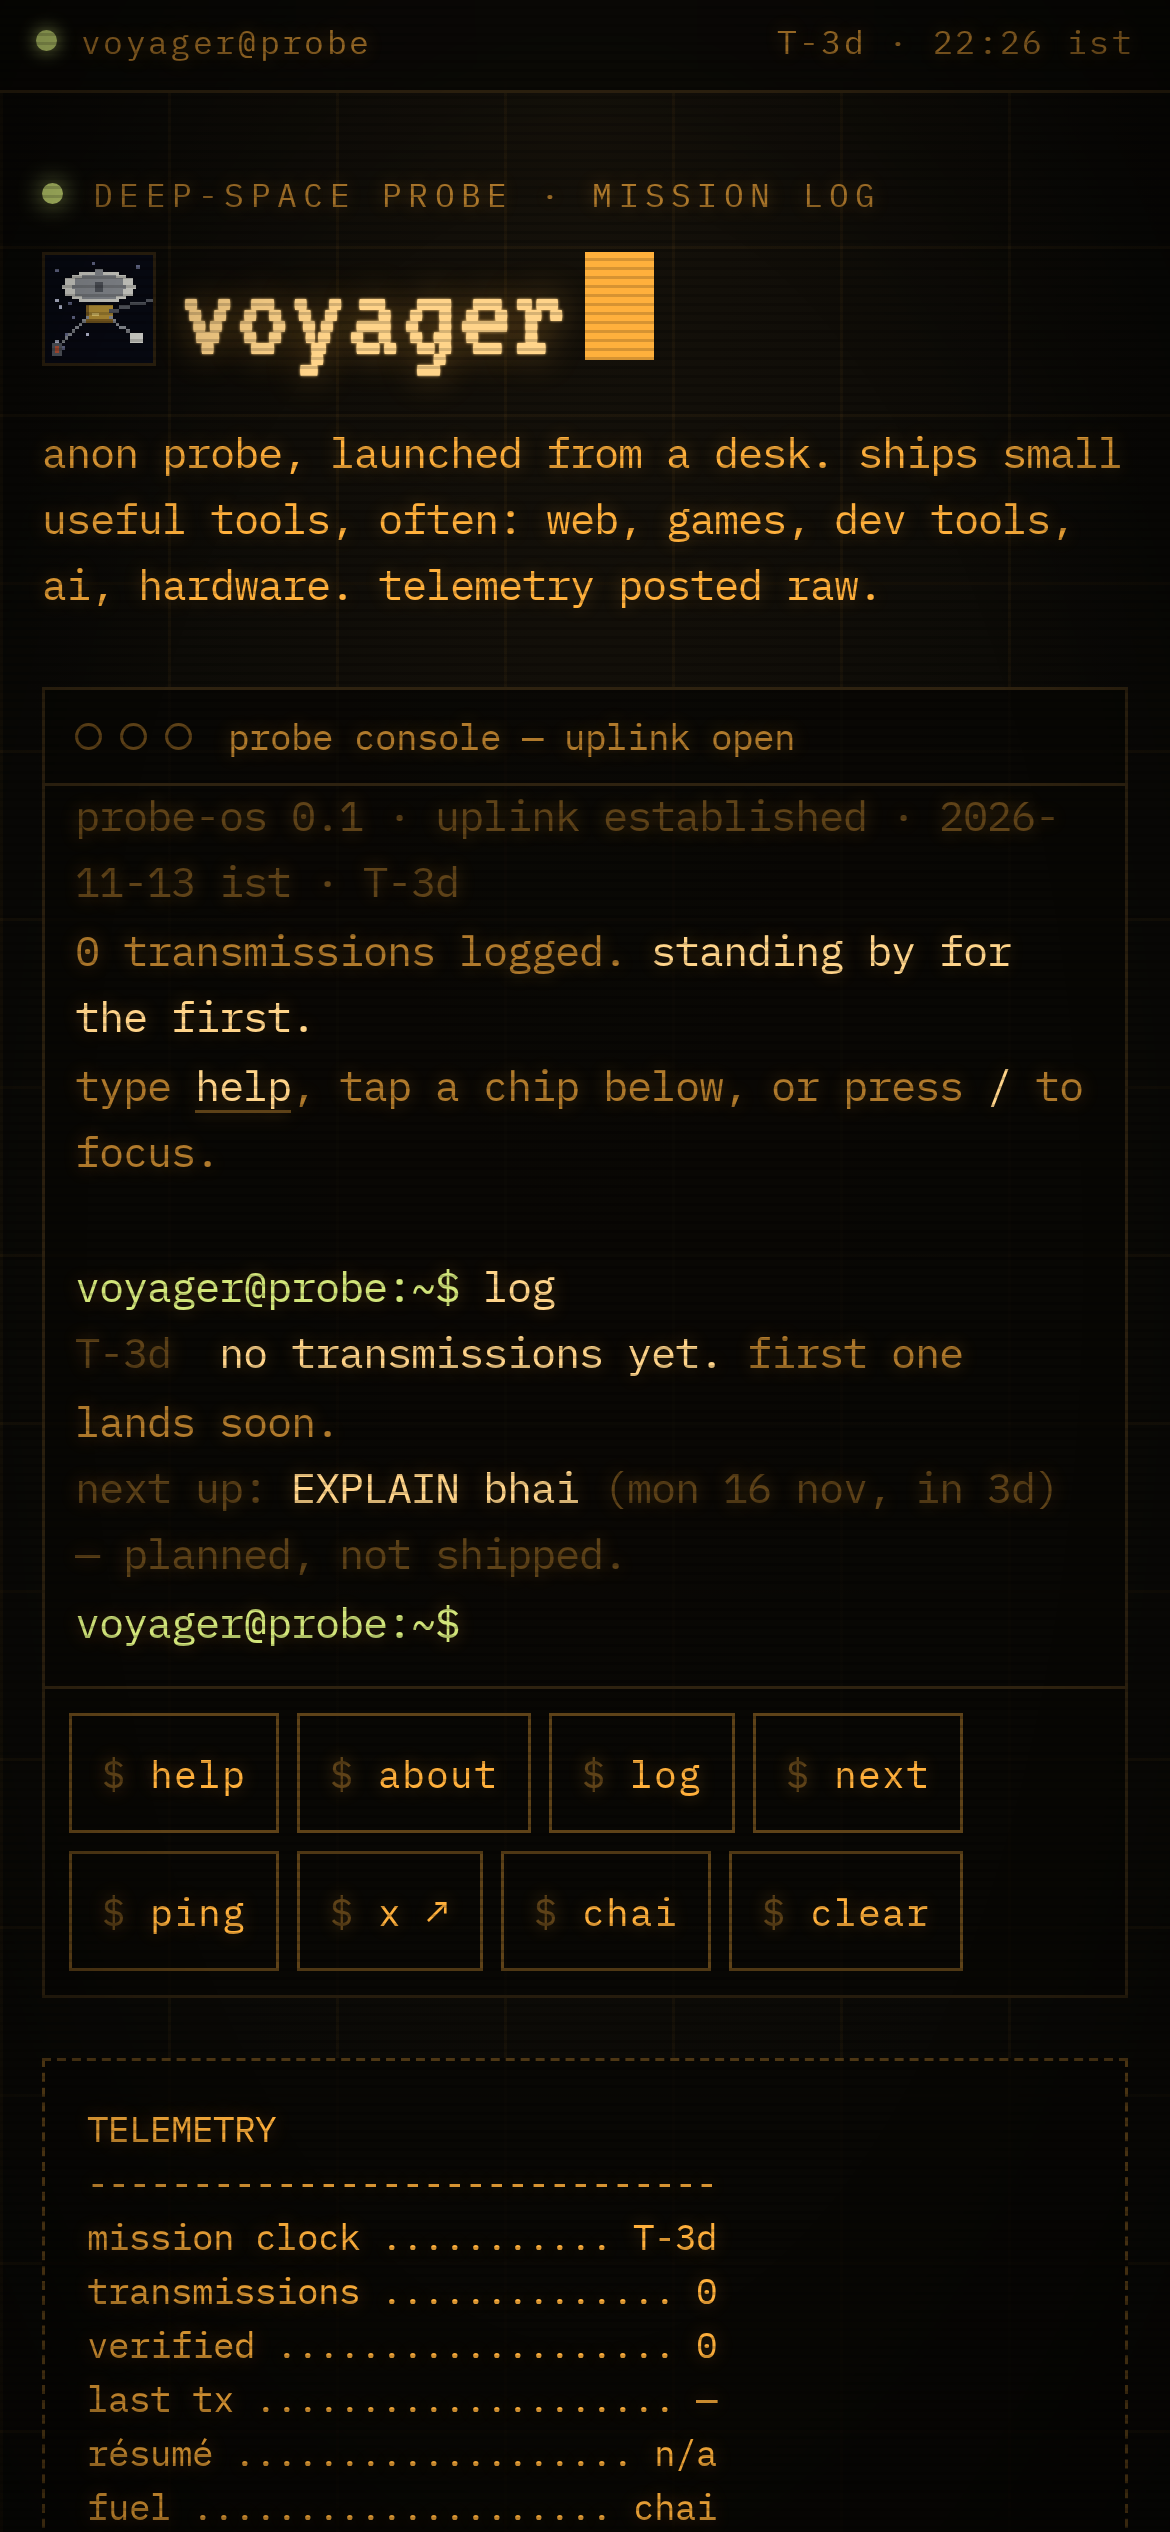 voyager@probe
T-3d · 22:26 ist
DEEP-SPACE PROBE · MISSION LOG
voyager
anon probe, launched from a desk. ships small
useful tools, often: web, games, dev tools,
ai, hardware. telemetry posted raw.
probe console — uplink open
probe-os 0.1 · uplink established · 2026-
11-13 ist · T-3d
0 transmissions logged. standing by for
the first.
type help, tap a chip below, or press / to
focus.
voyager@probe:~$ log
T-3d  no transmissions yet. first one
lands soon.
next up: EXPLAIN bhai (mon 16 nov, in 3d)
— planned, not shipped.
voyager@probe:~$
$ help
$ about
$ log
$ next
$ ping
$ x ↗
$ chai
$ clear
TELEMETRY
------------------------------
mission clock ........... T-3d
transmissions .............. 0
verified ................... 0
last tx .................... —
résumé ................... n/a
fuel .................... chai